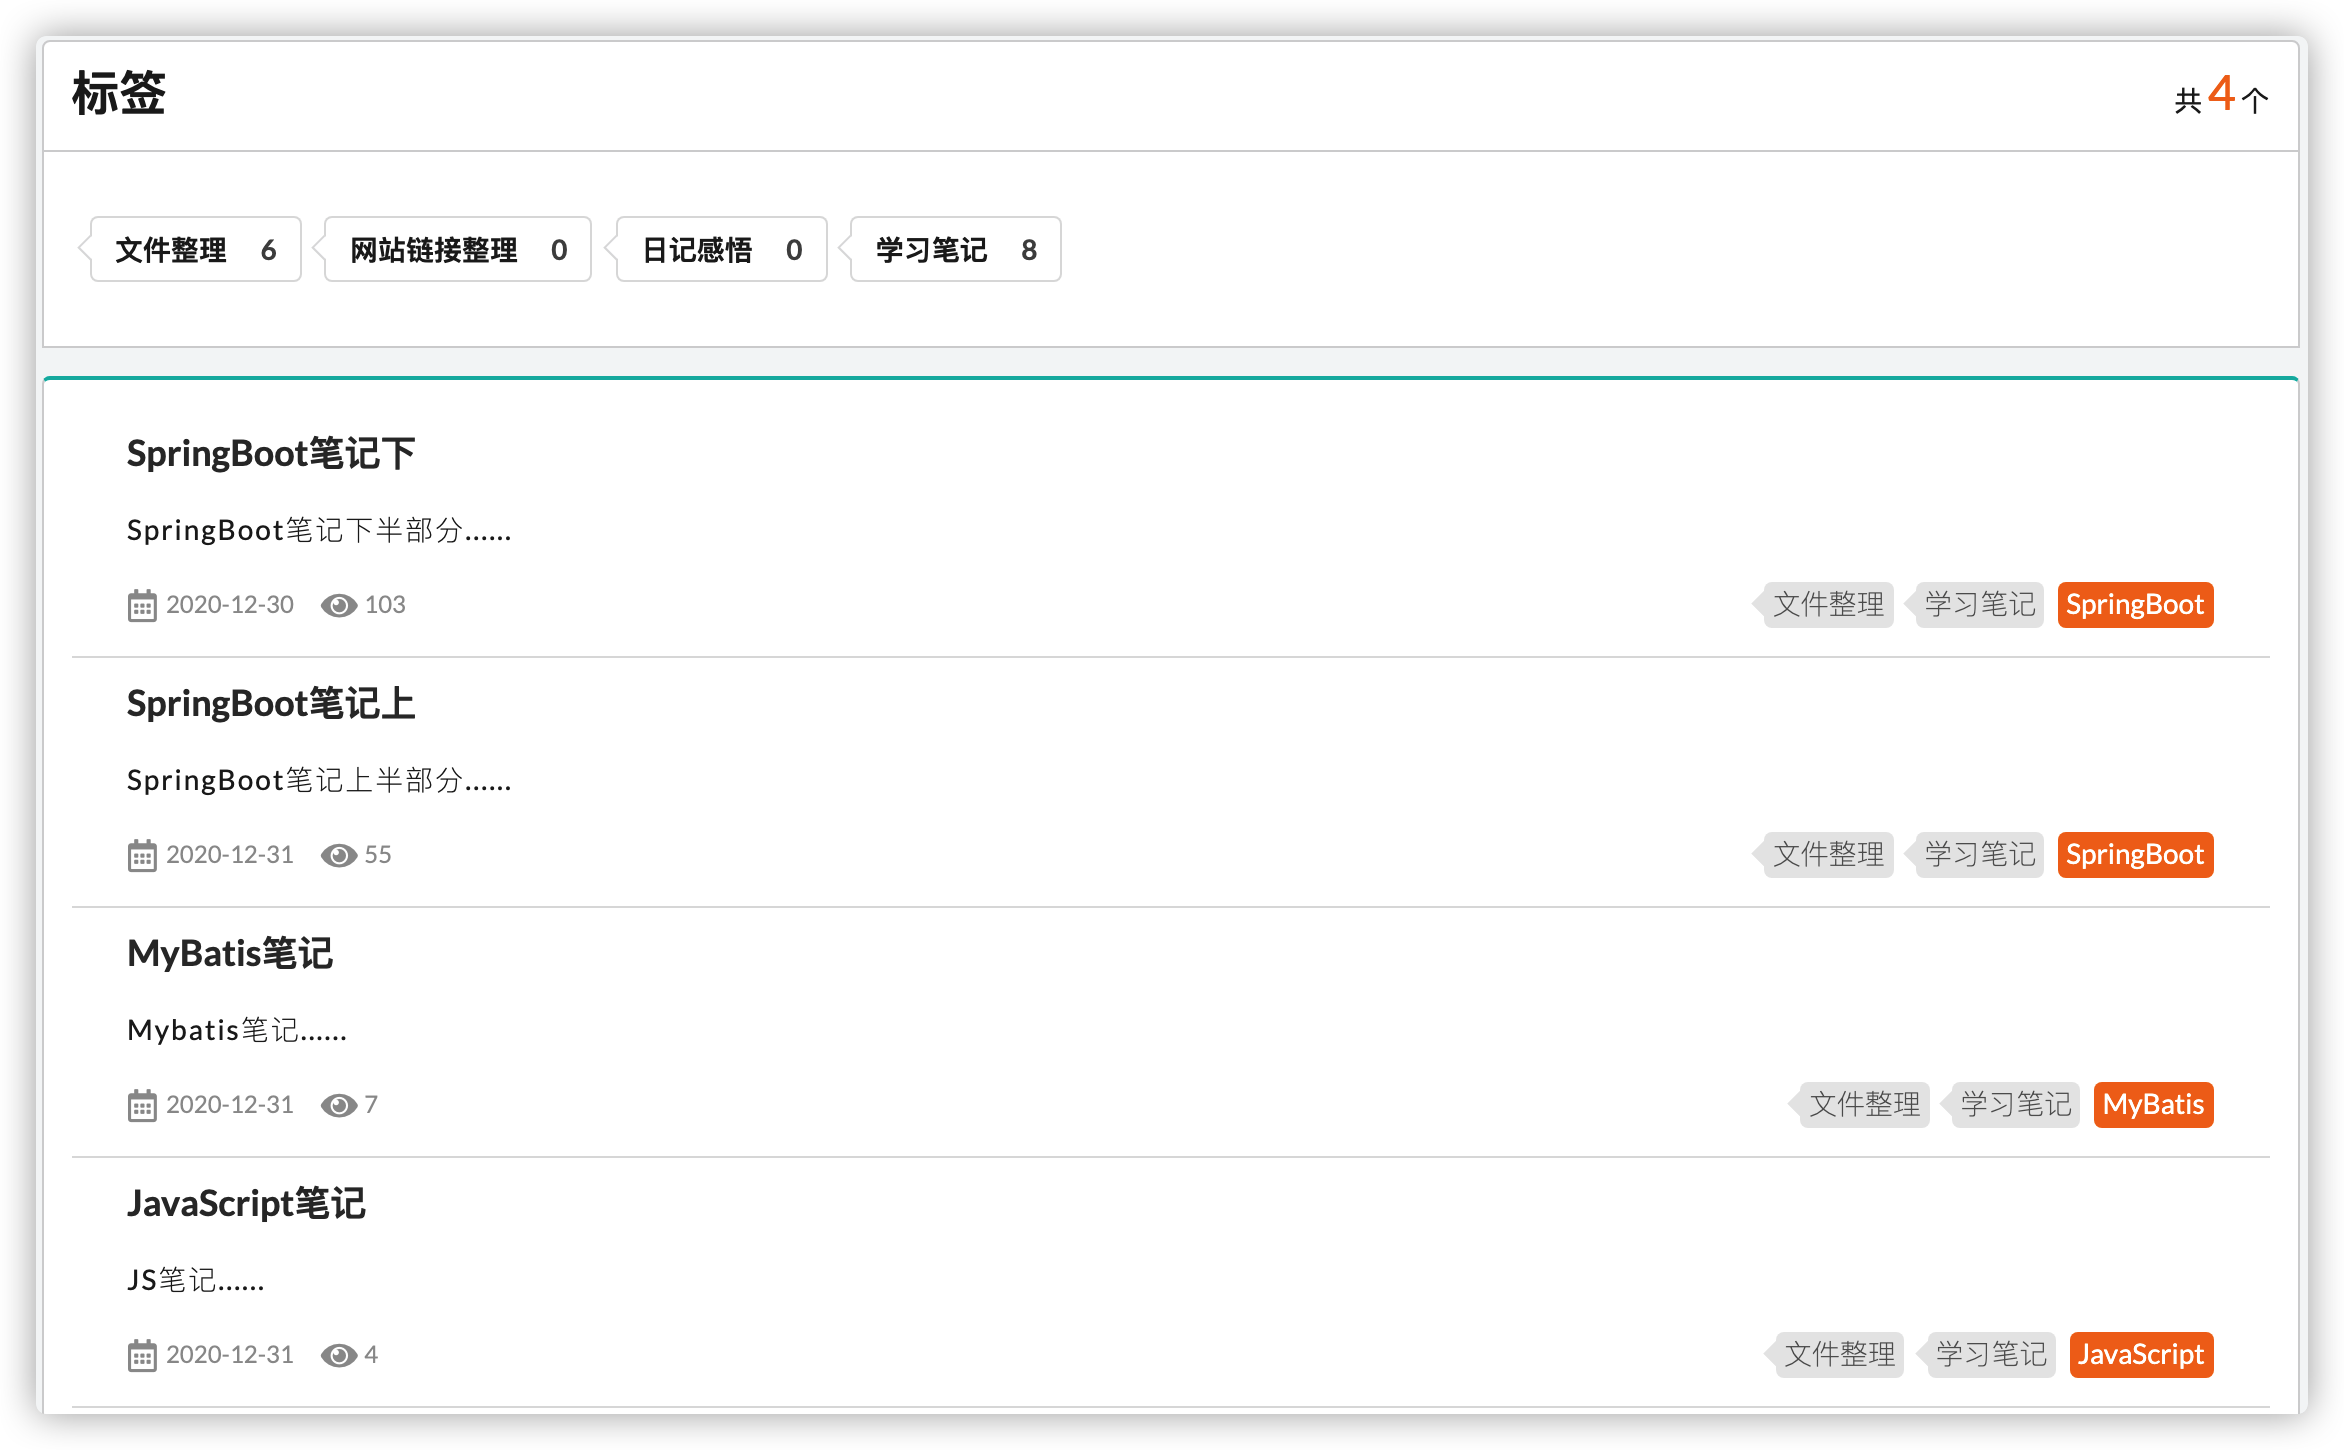 标签
共4个
文件整理 6 网站链接整理 0 日记感悟 0 学习笔记 8
SpringBoot笔记下
SpringBoot笔记下半部分......
2020-12-30 103 文件整理 学习笔记 SpringBoot
SpringBoot笔记上
SpringBoot笔记上半部分......
2020-12-31 55 文件整理 学习笔记 SpringBoot
MyBatis笔记
Mybatis笔记......
2020-12-31 7 文件整理 学习笔记 MyBatis
JavaScript笔记
JS笔记......
2020-12-31 4 文件整理 学习笔记 JavaScript